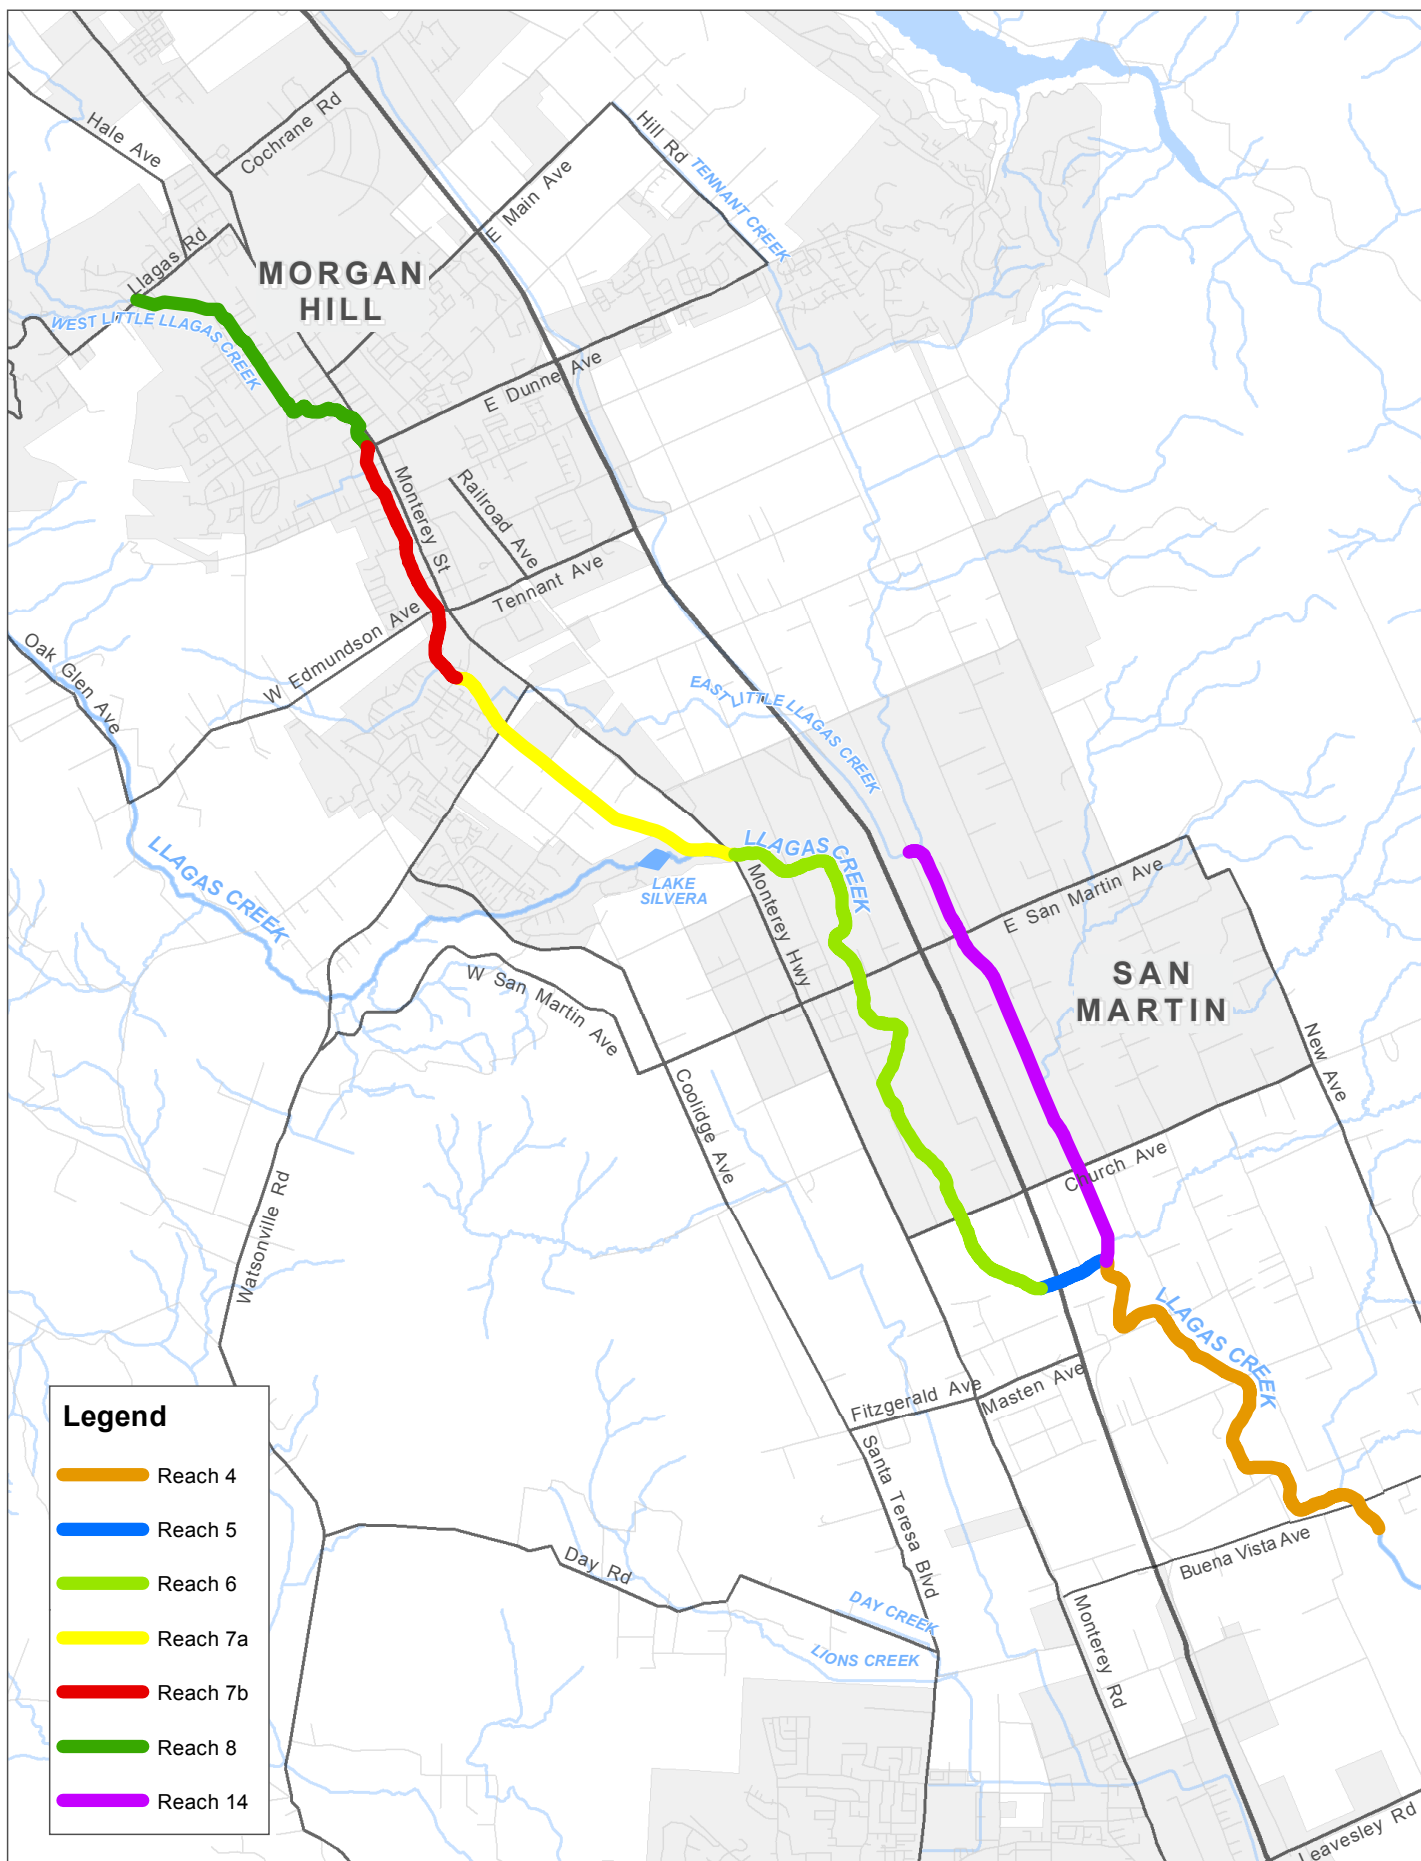 Hale Ave
Cochrane Rd
Hill Rd
TENNANT CREEK
E Main Ave
Llagas Rd
MORGAN
HILL
WEST LITTLE LLAGAS CREEK
E Dunne Ave
Monterey St
Railroad Ave
Tennant Ave
W Edmundson Ave
Oak Glen Ave
EAST LITTLE LLAGAS CREEK
LLAGAS CREEK
LLAGAS CREEK
LAKE
SILVERA
Monterey Hwy
E San Martin Ave
SAN
MARTIN
W San Martin Ave
New Ave
Coolidge Ave
Church Ave
Watsonville Rd
LLAGAS CREEK
Fitzgerald Ave
Masten Ave
Santa Teresa Blvd
Buena Vista Ave
Day Rd
DAY CREEK
LIONS CREEK
Monterey Rd
Leavesley Rd
Legend
Reach 4
Reach 5
Reach 6
Reach 7a
Reach 7b
Reach 8
Reach 14